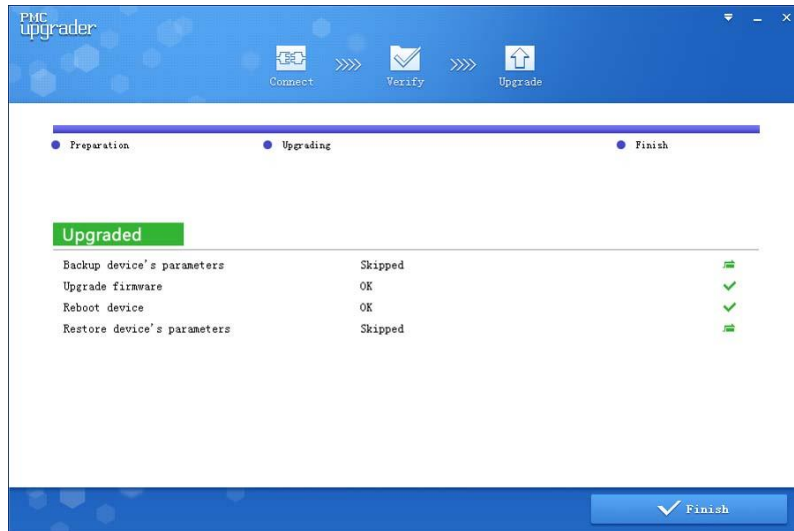 PMC
upgrader
Connect
Verify
Upgrade
Preparation
Upgrading
Finish
Upgraded
Backup device's parameters Skipped
Upgrade firmware OK
Reboot device OK
Restore device's parameters Skipped
Finish